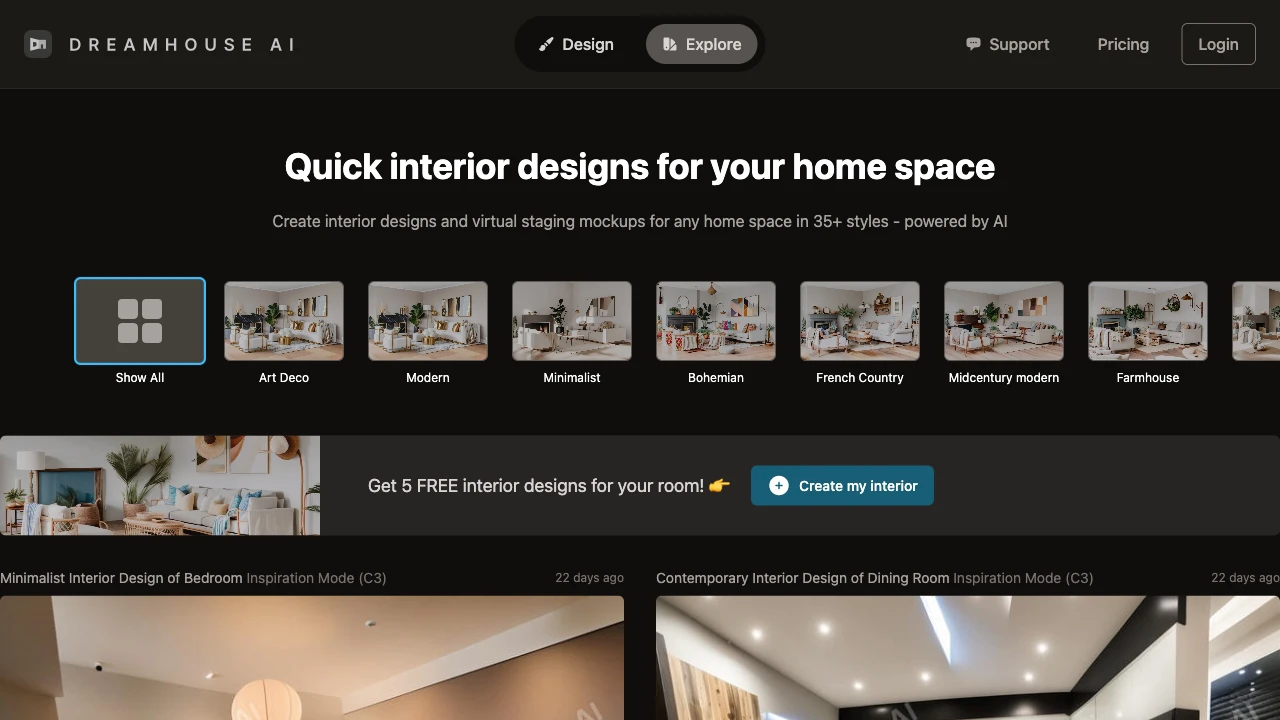 DREAMHOUSE AI
Design
Explore
Support
Pricing
Login
Quick interior designs for your home space
Create interior designs and virtual staging mockups for any home space in 35+ styles - powered by AI
Show All
Art Deco
Modern
Minimalist
Bohemian
French Country
Midcentury modern
Farmhouse
Get 5 FREE interior designs for your room! 👉
Create my interior
Minimalist Interior Design of Bedroom Inspiration Mode (C3)
22 days ago
Contemporary Interior Design of Dining Room Inspiration Mode (C3)
22 days ago